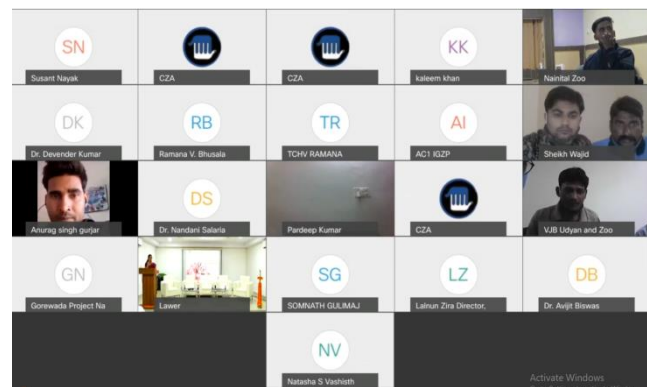 SN
Susant Nayak
CZA
CZA
KK
kaleem khan
Nainital Zoo
DK
Dr. Devender Kumar
RB
Ramana V. Bhusala
TR
TCHV RAMANA
AI
AC1 IGZP
Sheikh Wajid
Anurag singh gurjar
DS
Dr. Nandani Salaria
Pardeep Kumar
CZA
VJB Udyan and Zoo
GN
Gorewada Project Na
Lawer
SG
SOMNATH GULIMAJ
LZ
Lalnun Zira Director,
DB
Dr. Avijit Biswas
NV
Natasha S Vashisth
Activate Windows